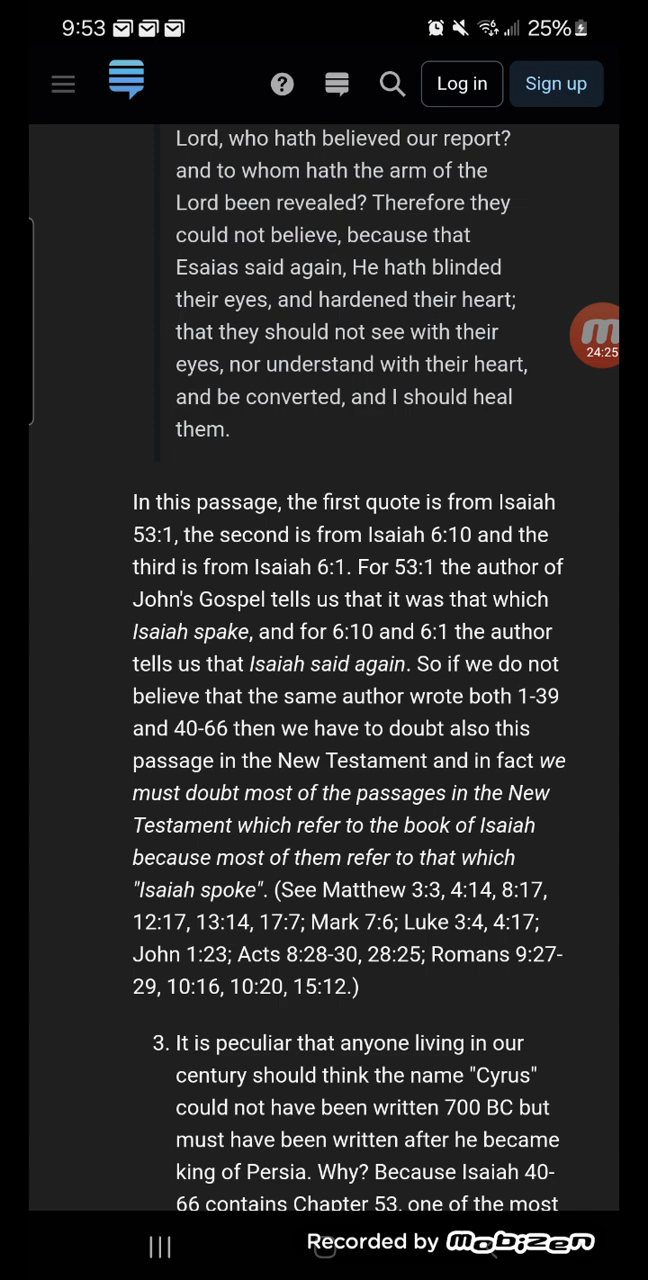 9:53
25%
Log in
Sign up
Lord, who hath believed our report?
and to whom hath the arm of the
Lord been revealed? Therefore they
could not believe, because that
Esaias said again, He hath blinded
their eyes, and hardened their heart;
that they should not see with their
eyes, nor understand with their heart,
and be converted, and I should heal
them.
24:25
In this passage, the first quote is from Isaiah
53:1, the second is from Isaiah 6:10 and the
third is from Isaiah 6:1. For 53:1 the author of
John's Gospel tells us that it was that which
Isaiah spake, and for 6:10 and 6:1 the author
tells us that Isaiah said again. So if we do not
believe that the same author wrote both 1-39
and 40-66 then we have to doubt also this
passage in the New Testament and in fact we
must doubt most of the passages in the New
Testament which refer to the book of Isaiah
because most of them refer to that which
"Isaiah spoke". (See Matthew 3:3, 4:14, 8:17,
12:17, 13:14, 17:7; Mark 7:6; Luke 3:4, 4:17;
John 1:23; Acts 8:28-30, 28:25; Romans 9:27-
29, 10:16, 10:20, 15:12.)
3. It is peculiar that anyone living in our
century should think the name "Cyrus"
could not have been written 700 BC but
must have been written after he became
king of Persia. Why? Because Isaiah 40-
66 contains Chapter 53, one of the most
Recorded by mobizen